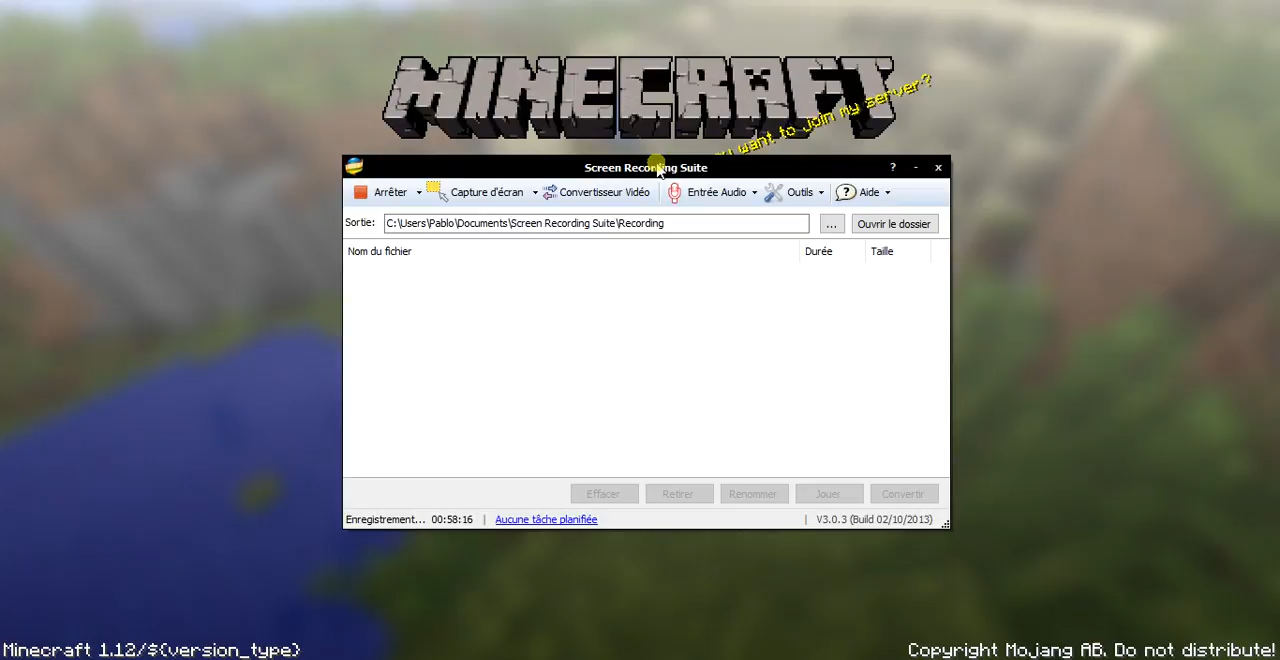 MINECRAFT
want to join my server?
Screen Recording Suite
? - x
Arrêter Capture d'écran Convertisseur Vidéo Entrée Audio Outils ? Aide
Sortie: C:\Users\Pablo\Documents\Screen Recording Suite\Recording ... Ouvrir le dossier
Nom du fichier Durée Taille
Effacer Retirer Renommer Jouer Convertir
Enregistrement... 00:58:16 | Aucune tâche planifiée | V3.0.3 (Build 02/10/2013)
Minecraft 1.12/${version_type} Copyright Mojang AB. Do not distribute!